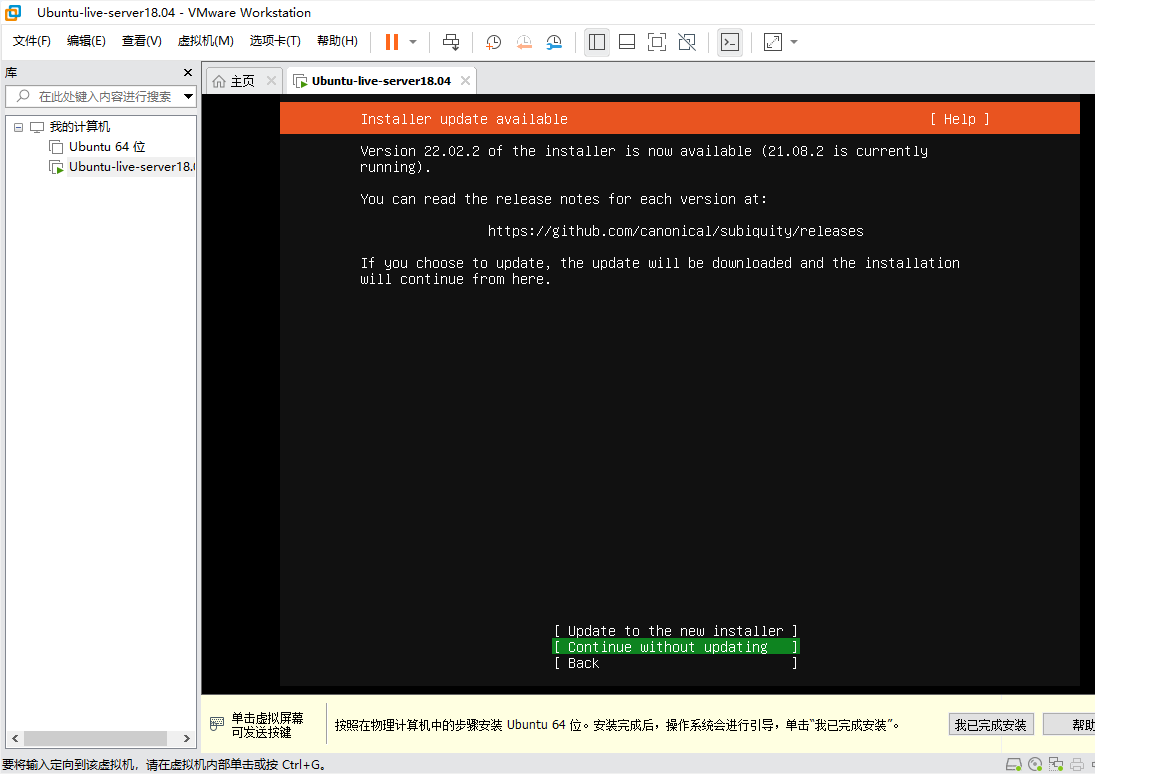 Ubuntu-live-server18.04 - VMware Workstation
文件(F) 编辑(E) 查看(V) 虚拟机(M) 选项卡(T) 帮助(H)
库
在此处键入内容进行搜索
我的计算机
Ubuntu 64 位
Ubuntu-live-server18.0
主页
Ubuntu-live-server18.04
Installer update available [ Help ]
Version 22.02.2 of the installer is now available (21.08.2 is currently
running).
You can read the release notes for each version at:
https://github.com/canonical/subiquity/releases
If you choose to update, the update will be downloaded and the installation
will continue from here.
[ Update to the new installer ]
[ Continue without updating ]
[ Back ]
单击虚拟屏幕
可发送按键
按照在物理计算机中的步骤安装 Ubuntu 64 位。安装完成后，操作系统会进行引导，单击“我已完成安装”。
我已完成安装
帮助
要将输入定向到该虚拟机，请在虚拟机内部单击或按 Ctrl+G。